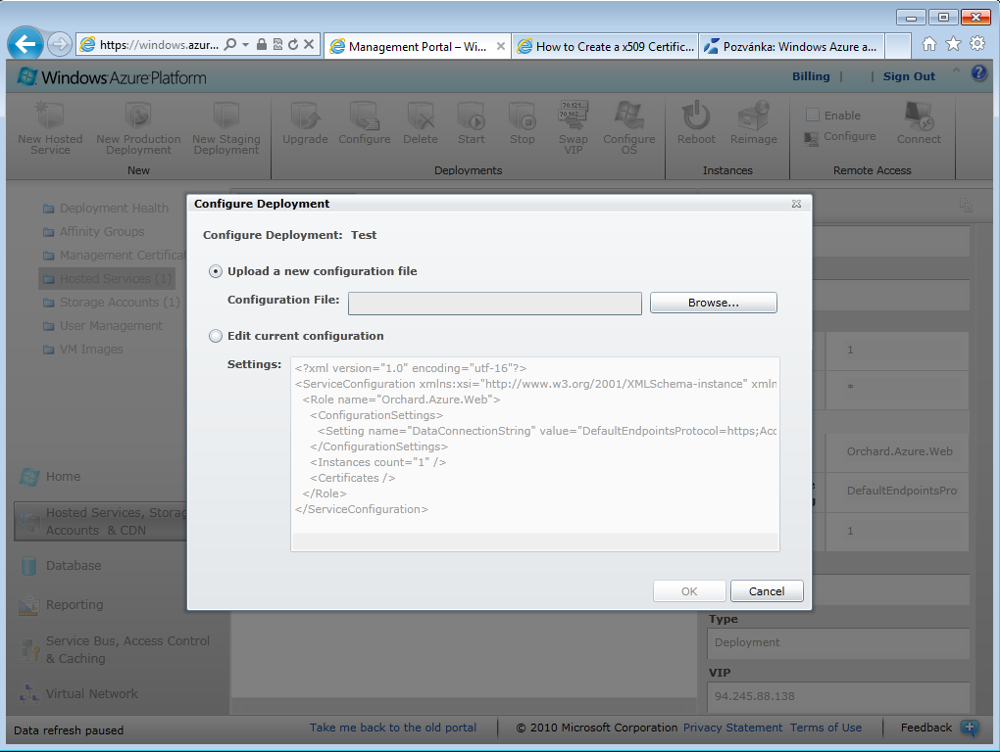 https://windows.azur...
Management Portal – Wi...
How to Create a x509 Certific...
Pozvánka: Windows Azure a...
Windows Azure Platform
Billing
Sign Out
New Hosted Service
New Production Deployment
New Staging Deployment
New
Upgrade
Configure
Delete
Start
Stop
Swap VIP
Configure OS
Deployments
Reboot
Reimage
Instances
Enable
Configure
Connect
Remote Access
Deployment Health
Affinity Groups
Management Certificat
Hosted Services (1)
Storage Accounts (1)
User Management
VM Images
Home
Hosted Services, Storag
Accounts & CDN
Database
Reporting
Service Bus, Access Control
& Caching
Virtual Network
Configure Deployment
Configure Deployment: Test
Upload a new configuration file
Configuration File:
Browse...
Edit current configuration
Settings:
<?xml version="1.0" encoding="utf-16"?>
<ServiceConfiguration xmlns:xsi="http://www.w3.org/2001/XMLSchema-instance" xmln
<Role name="Orchard.Azure.Web">
<ConfigurationSettings>
<Setting name="DataConnectionString" value="DefaultEndpointsProtocol=https;Acc
</ConfigurationSettings>
<Instances count="1" />
<Certificates />
</Role>
</ServiceConfiguration>
OK
Cancel
1
*
Orchard.Azure.Web
DefaultEndpointsPro
1
Type
Deployment
VIP
94.245.88.138
Data refresh paused
Take me back to the old portal
© 2010 Microsoft Corporation
Privacy Statement
Terms of Use
Feedback